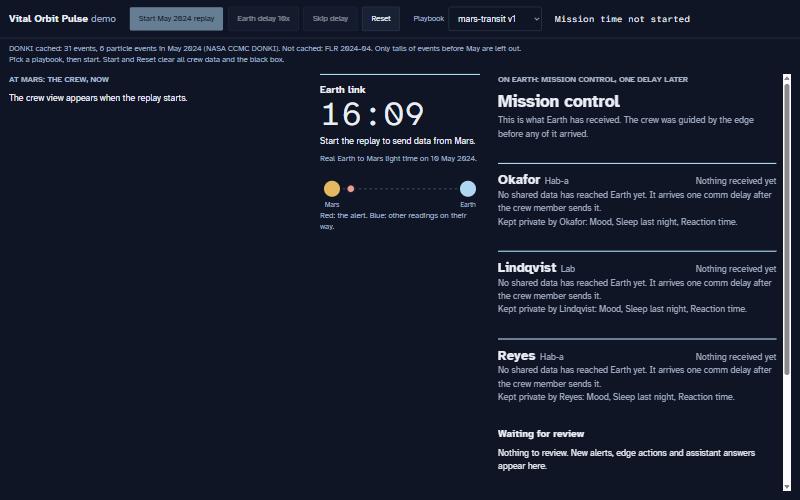 Vital Orbit Pulse demo
Start May 2024 replay
Earth delay 10x
Skip delay
Reset
Playbook
mars-transit v1
Mission time not started
DONKI cached: 31 events, 6 particle events in May 2024 (NASA CCMC DONKI). Not cached: FLR 2024-04. Only tails of events before May are left out.
Pick a playbook, then start. Start and Reset clear all crew data and the black box.
AT MARS: THE CREW, NOW
The crew view appears when the replay starts.
Earth link
16:09
Start the replay to send data from Mars.
Real Earth to Mars light time on 10 May 2024.
Mars
Earth
Red: the alert. Blue: other readings on their
way.
ON EARTH: MISSION CONTROL, ONE DELAY LATER
Mission control
This is what Earth has received. The crew was guided by the edge
before any of it arrived.
Okafor Hab-a Nothing received yet
No shared data has reached Earth yet. It arrives one comm delay after
the crew member sends it.
Kept private by Okafor: Mood, Sleep last night, Reaction time.
Lindqvist Lab Nothing received yet
No shared data has reached Earth yet. It arrives one comm delay after
the crew member sends it.
Kept private by Lindqvist: Mood, Sleep last night, Reaction time.
Reyes Hab-a Nothing received yet
No shared data has reached Earth yet. It arrives one comm delay after
the crew member sends it.
Kept private by Reyes: Mood, Sleep last night, Reaction time.
Waiting for review
Nothing to review. New alerts, edge actions and assistant answers
appear here.